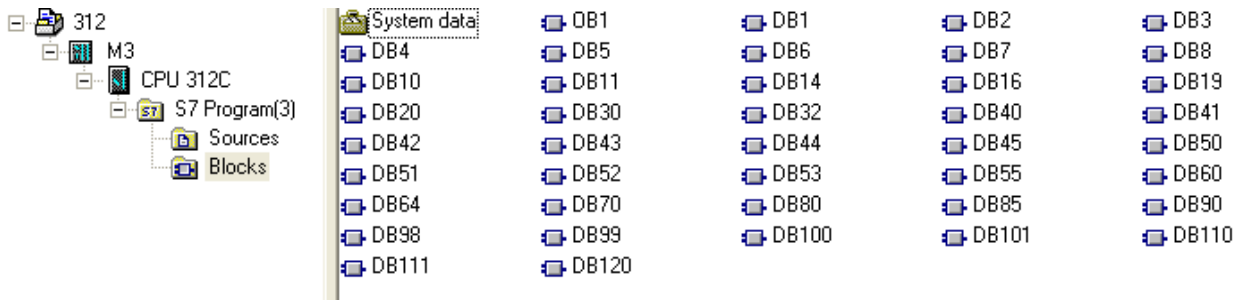 312
M3
CPU 312C
S7 Program(3)
Sources
Blocks
System data OB1 DB1 DB2 DB3
DB4 DB5 DB6 DB7 DB8
DB10 DB11 DB14 DB16 DB19
DB20 DB30 DB32 DB40 DB41
DB42 DB43 DB44 DB45 DB50
DB51 DB52 DB53 DB55 DB60
DB64 DB70 DB80 DB85 DB90
DB98 DB99 DB100 DB101 DB110
DB111 DB120